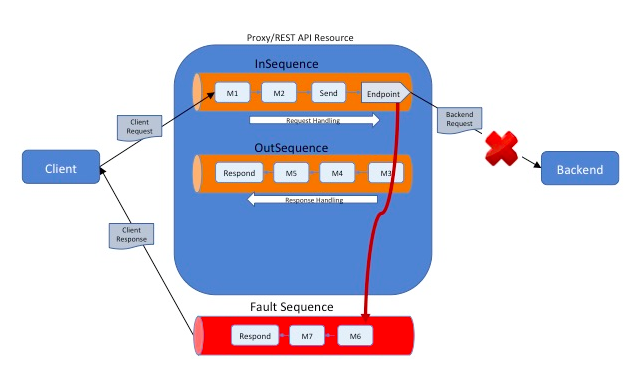 Proxy/REST API Resource
InSequence
M1
M2
Send
Endpoint
Client
Request
Request Handling
Backend
Request
OutSequence
Client
Respond
M5
M4
M3
Backend
Response Handling
Client
Response
Fault Sequence
Respond
M7
M6